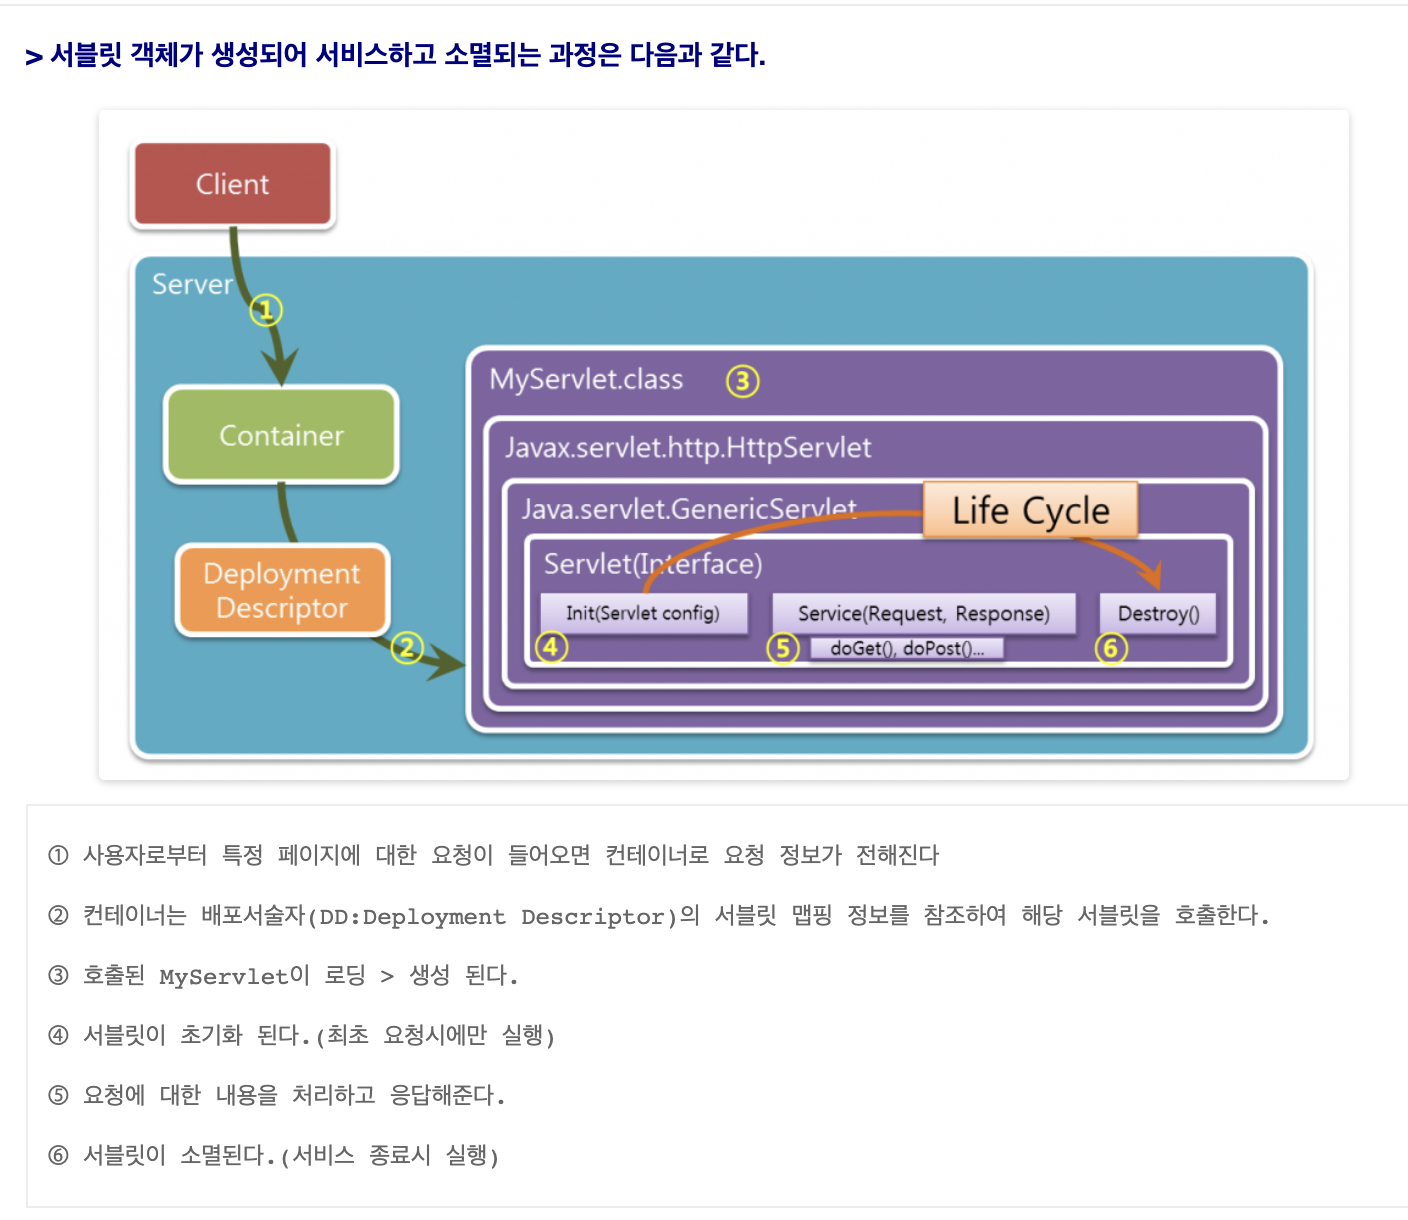 > 서블릿 객체가 생성되어 서비스하고 소멸되는 과정은 다음과 같다.
Client
Server
①
Container
Deployment
Descriptor
②
MyServlet.class ③
Javax.servlet.http.HttpServlet
Java.servlet.GenericServlet
Life Cycle
Servlet(Interface)
Init(Servlet config)
④
Service(Request, Response)
⑤ doGet(), doPost()...
Destroy()
⑥
① 사용자로부터 특정 페이지에 대한 요청이 들어오면 컨테이너로 요청 정보가 전해진다
② 컨테이너는 배포서술자(DD:Deployment Descriptor)의 서블릿 맵핑 정보를 참조하여 해당 서블릿을 호출한다.
③ 호출된 MyServlet이 로딩 > 생성 된다.
④ 서블릿이 초기화 된다.(최초 요청시에만 실행)
⑤ 요청에 대한 내용을 처리하고 응답해준다.
⑥ 서블릿이 소멸된다.(서비스 종료시 실행)